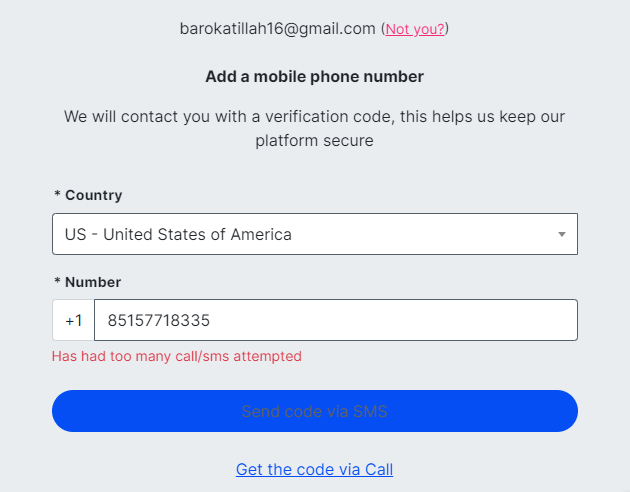 barokatillah16@gmail.com (Not you?)
Add a mobile phone number
We will contact you with a verification code, this helps us keep our
platform secure
* Country
US - United States of America
* Number
+1 85157718335
Has had too many call/sms attempted
Send code via SMS
Get the code via Call